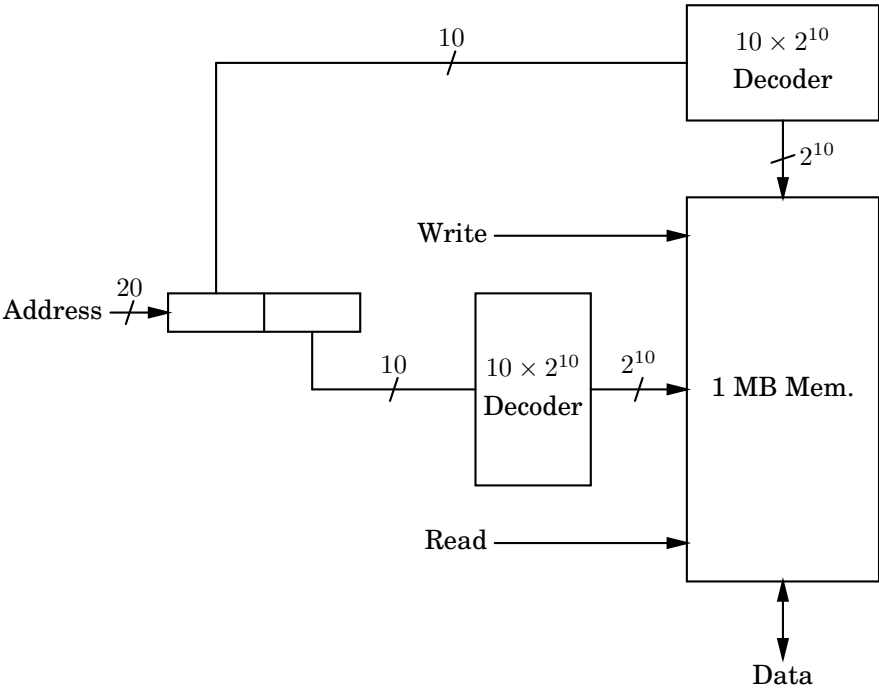 10
10 × 2^10
Decoder
2^10
Write
Address
20
10
10 × 2^10
Decoder
2^10
1 MB Mem.
Read
Data